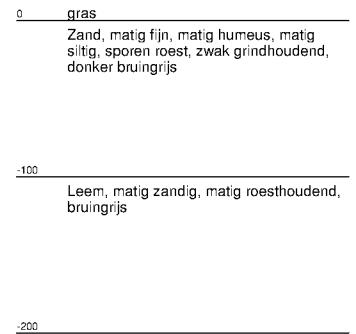 0 gras
Zand, matig fijn, matig humeus, matig
siltig, sporen roest, zwak grindhoudend,
donker bruingrijs
-100
Leem, matig zandig, matig roesthoudend,
bruingrijs
-200